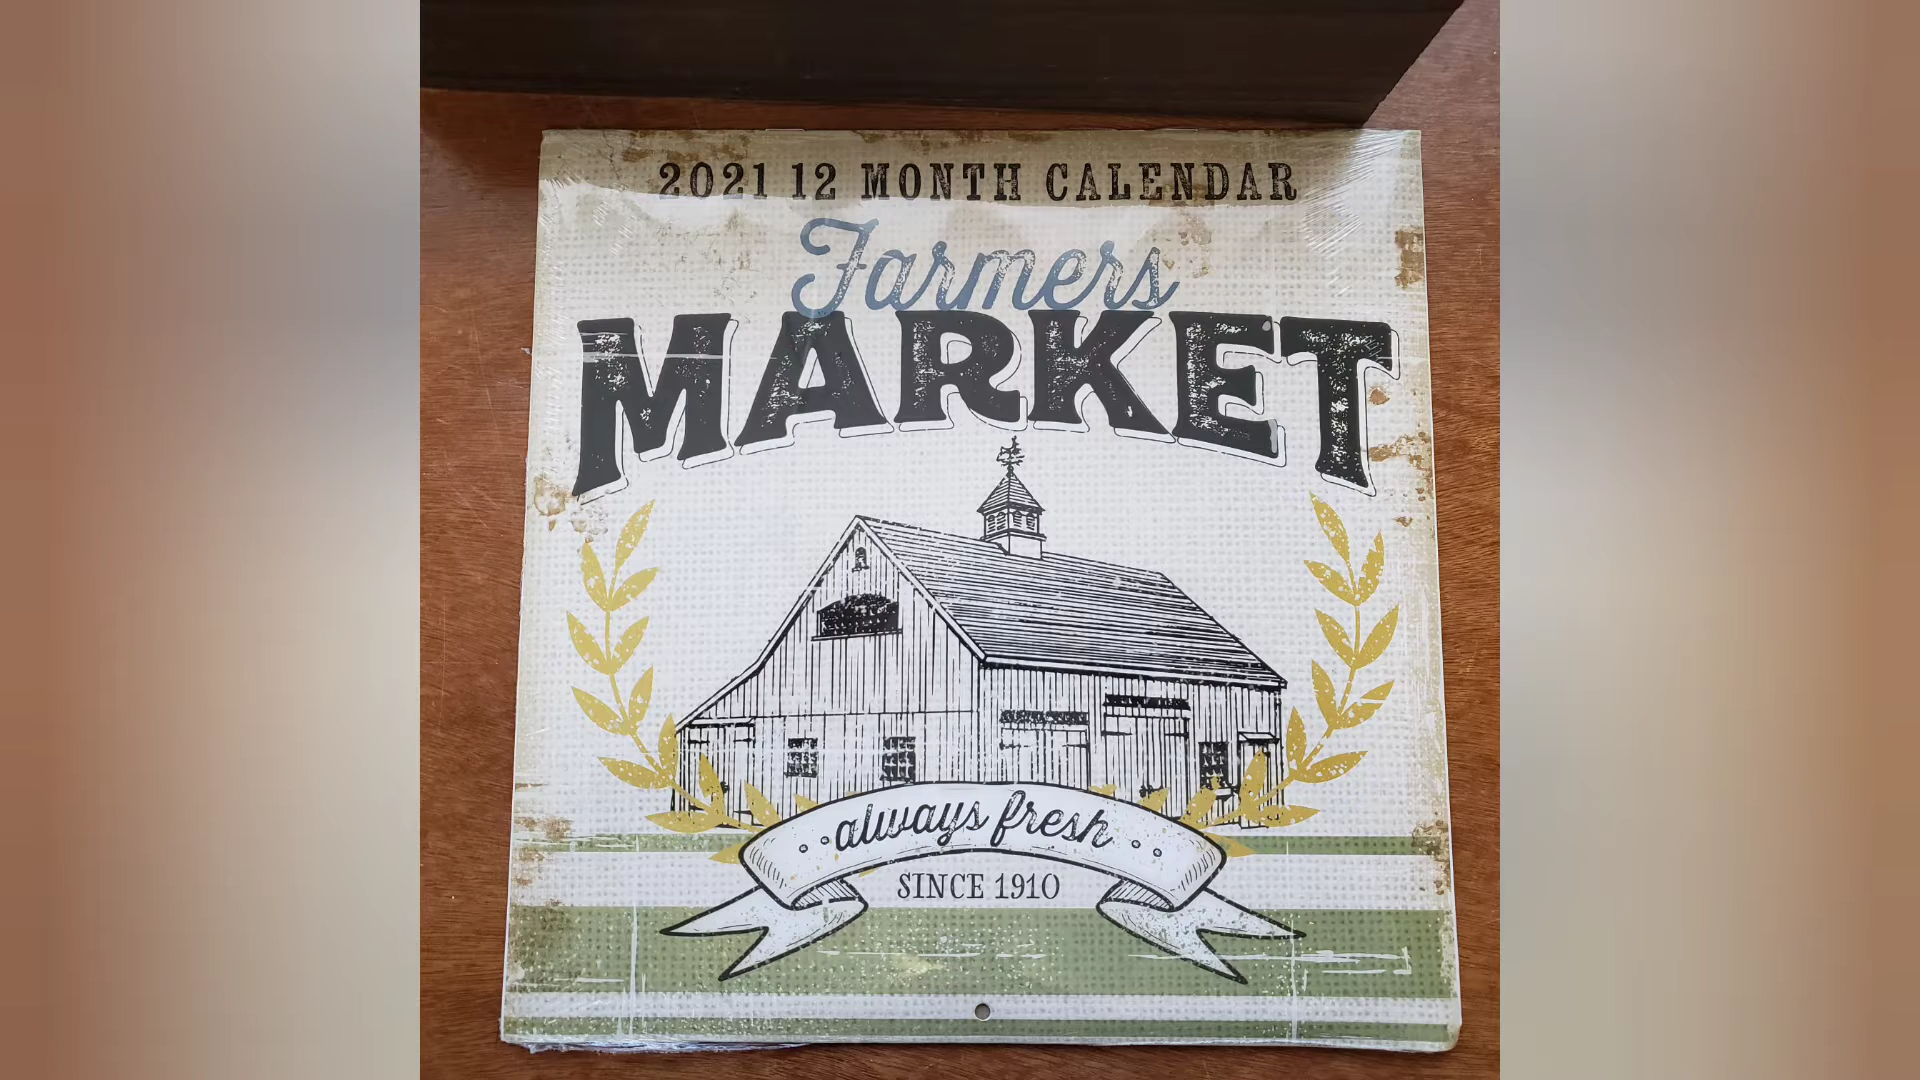 2021 12 MONTH CALENDAR
Farmers
MARKET
always fresh
SINCE 1910